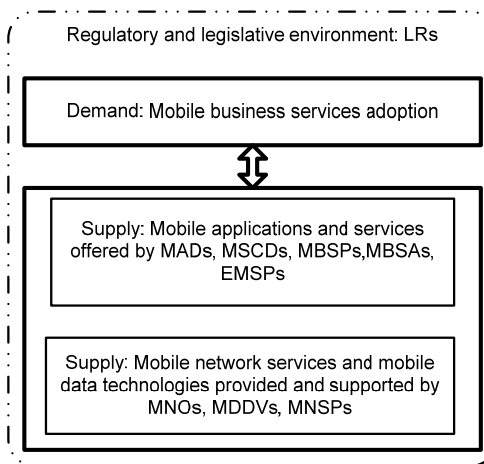 Regulatory and legislative environment: LRs
Demand: Mobile business services adoption
Supply: Mobile applications and services
offered by MADs, MSCDs, MBSPs,MBSAs,
EMSPs
Supply: Mobile network services and mobile
data technologies provided and supported by
MNOs, MDDVs, MNSPs